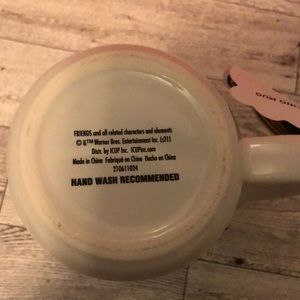 FRIENDS and all related characters and elements
© &™ Warner Bros. Entertainment Inc. (s21)
Distr. by ICUP Inc. ICUPinc.com
Made in China Fabriqué en China Hecho en China
210611024
HAND WASH RECOMMENDED